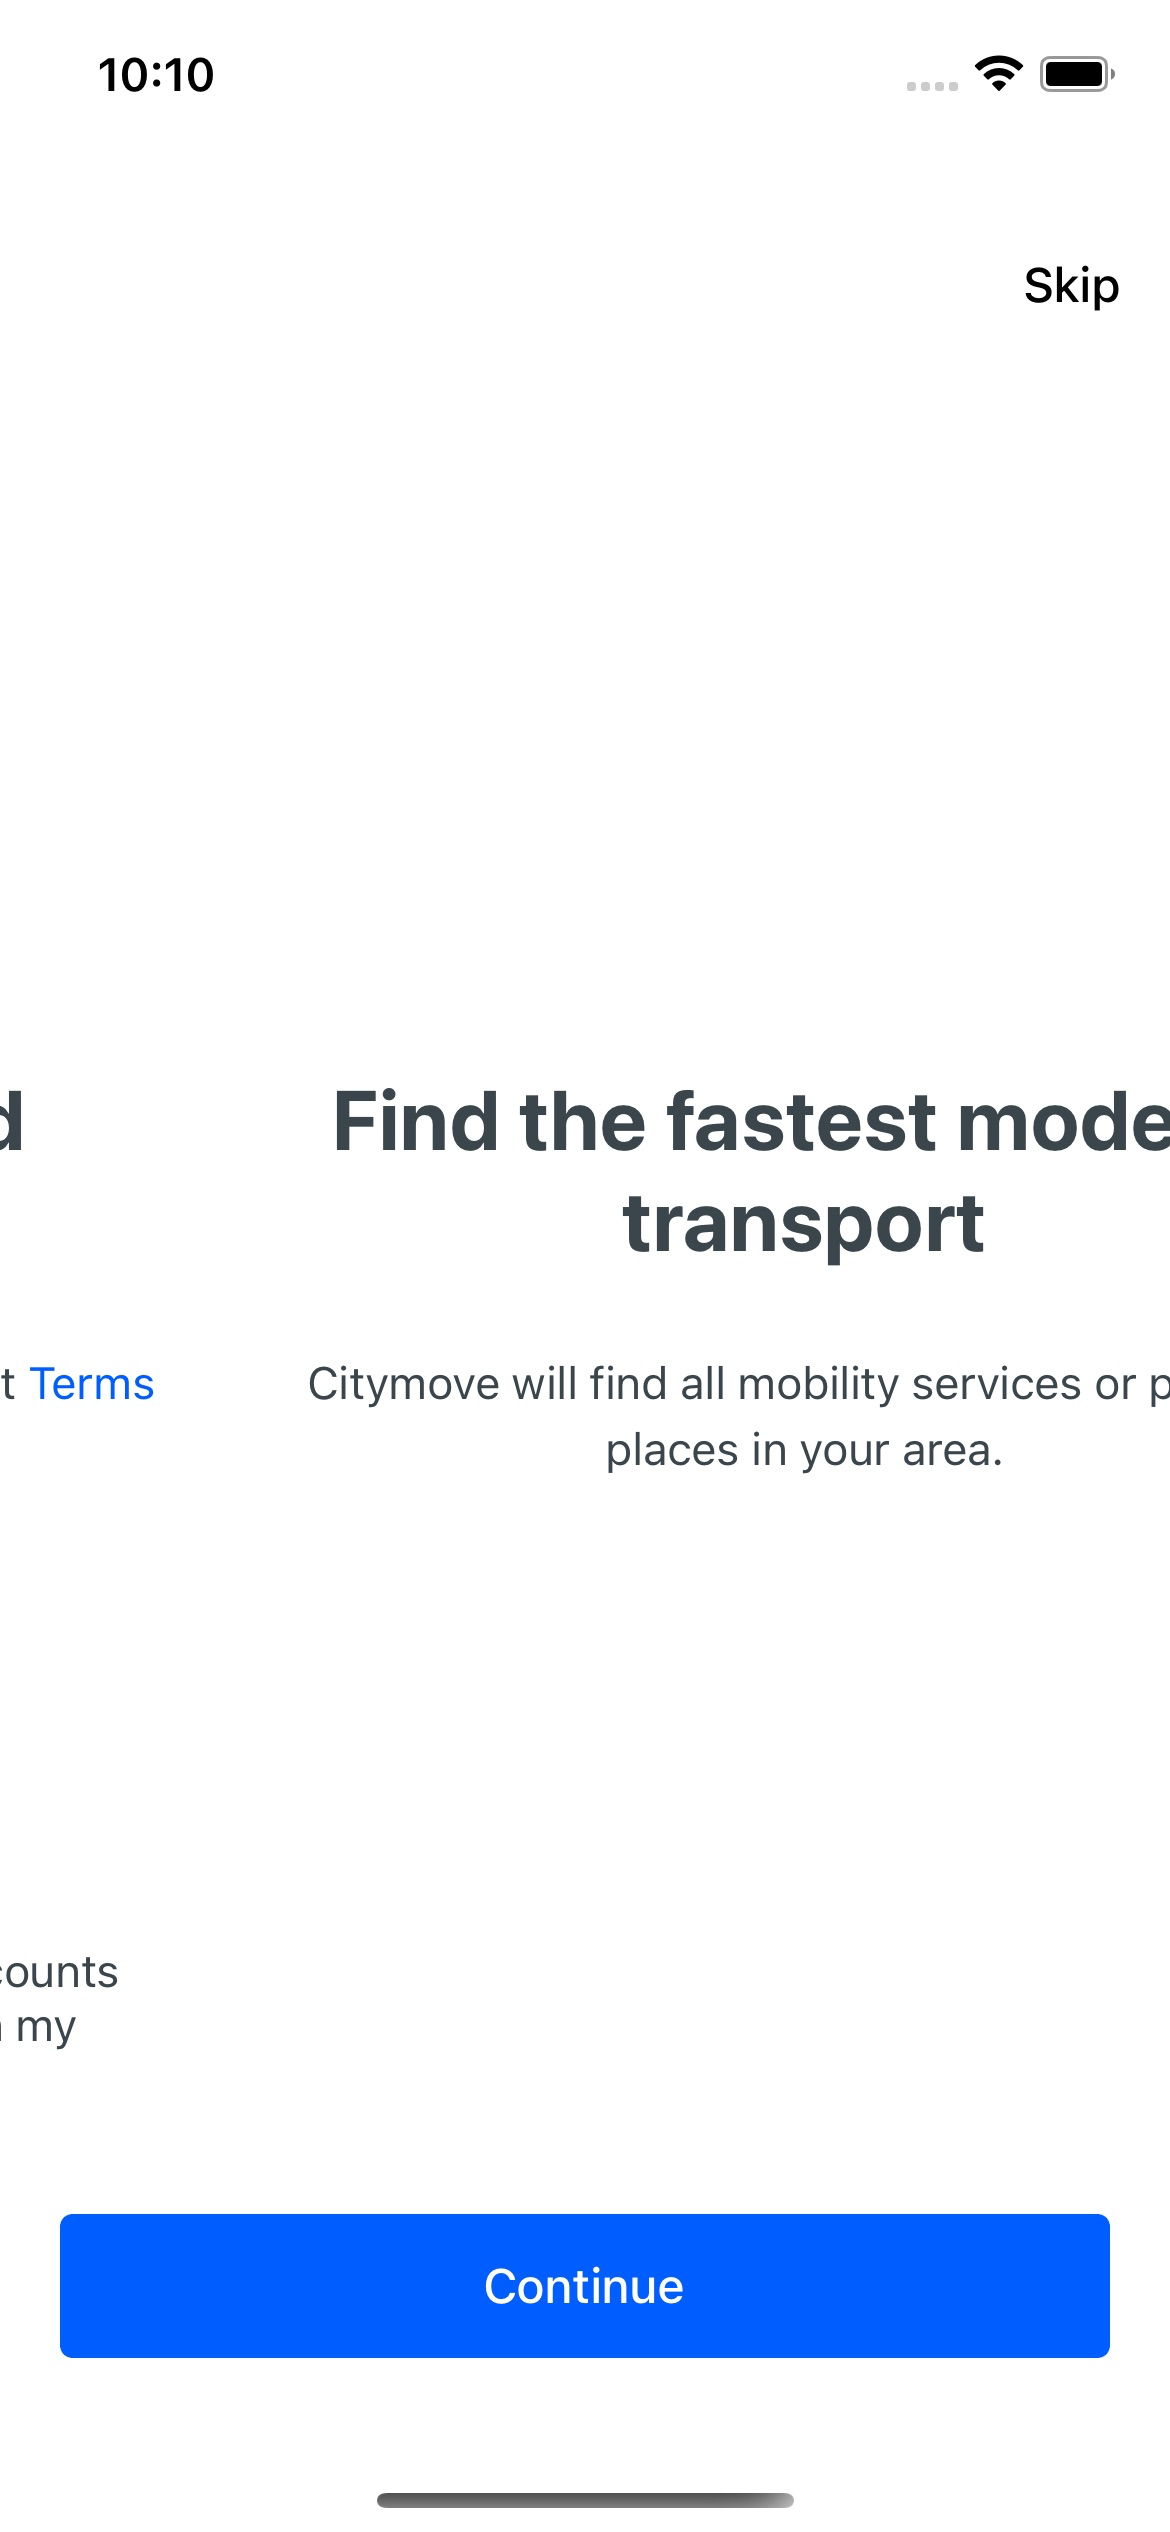 10:10
Skip
d
Find the fastest mode
transport
t Terms
Citymove will find all mobility services or p
places in your area.
counts
my
Continue